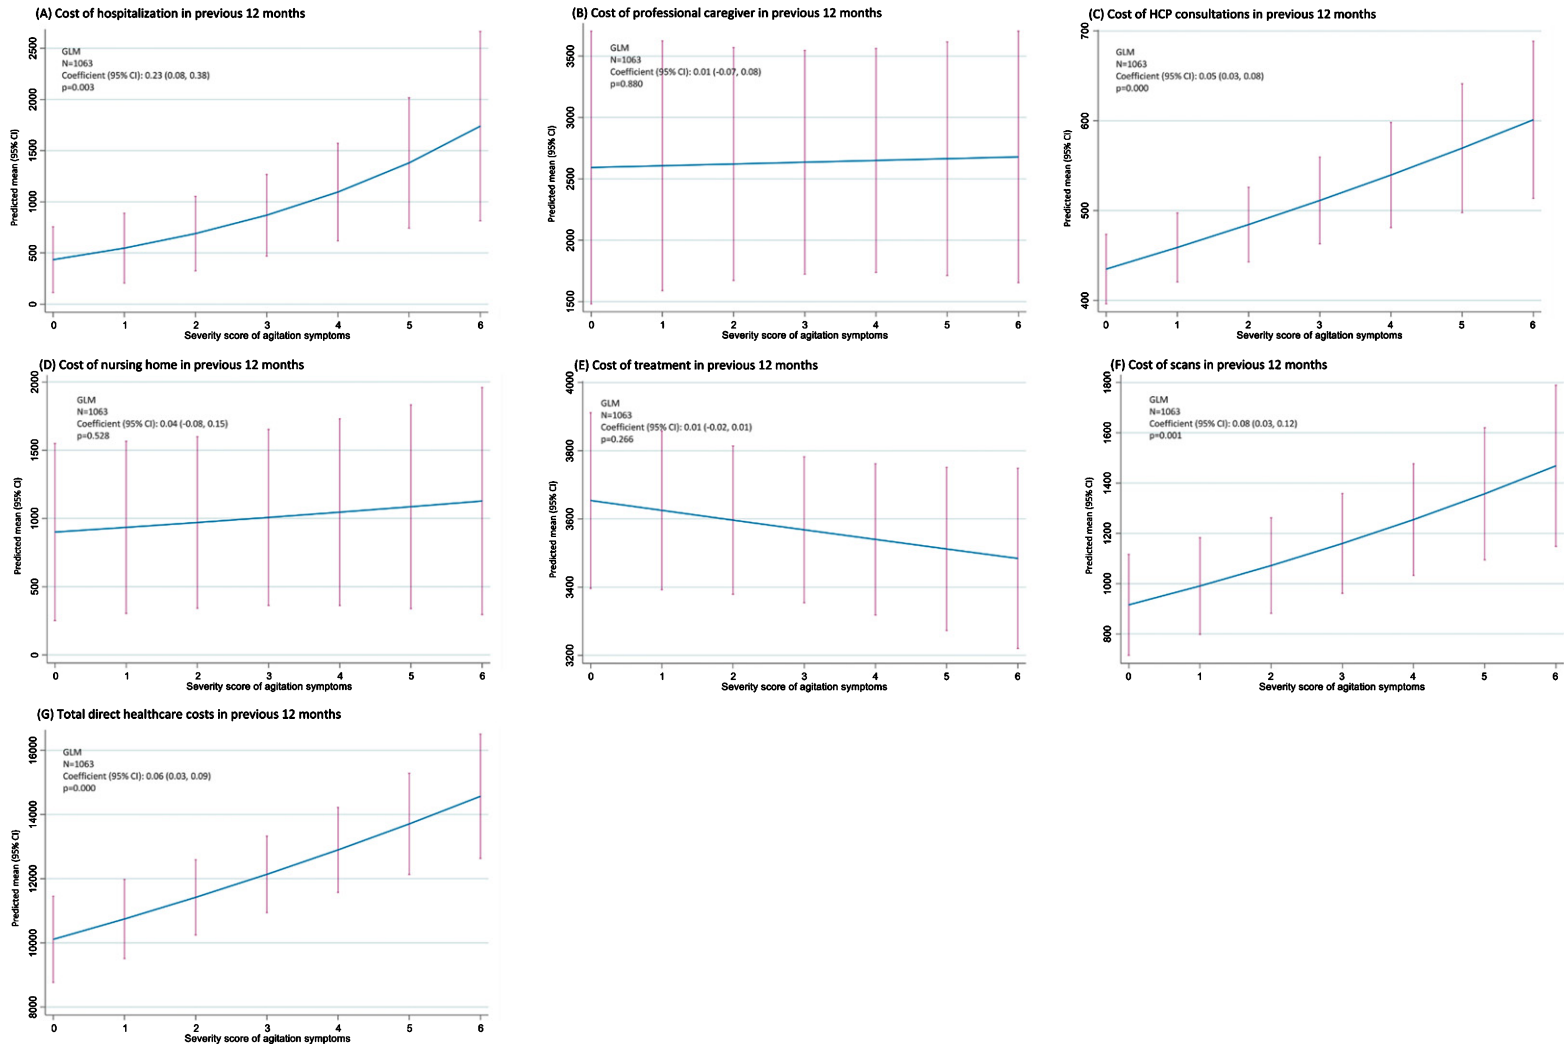 (A) Cost of hospitalization in previous 12 months
GLM
N=1063
Coefficient (95% CI): 0.23 (0.08, 0.38)
p=0.003
Predicted mean (95% CI)
2500
2000
1500
1000
500
0
0 1 2 3 4 5 6
Severity score of agitation symptoms
(B) Cost of professional caregiver in previous 12 months
GLM
N=1063
Coefficient (95% CI): 0.01 (-0.07, 0.08)
p=0.880
Predicted mean (95% CI)
3500
3000
2500
2000
1500
0 1 2 3 4 5 6
Severity score of agitation symptoms
(C) Cost of HCP consultations in previous 12 months
GLM
N=1063
Coefficient (95% CI): 0.05 (0.03, 0.08)
p=0.000
Predicted mean (95% CI)
700
600
500
400
0 1 2 3 4 5 6
Severity score of agitation symptoms
(D) Cost of nursing home in previous 12 months
GLM
N=1063
Coefficient (95% CI): 0.04 (-0.08, 0.15)
p=0.528
Predicted mean (95% CI)
2000
1500
1000
500
0
0 1 2 3 4 5 6
Severity score of agitation symptoms
(E) Cost of treatment in previous 12 months
GLM
N=1063
Coefficient (95% CI): 0.01 (-0.02, 0.01)
p=0.266
Predicted mean (95% CI)
4000
3800
3600
3400
3200
0 1 2 3 4 5 6
Severity score of agitation symptoms
(F) Cost of scans in previous 12 months
GLM
N=1063
Coefficient (95% CI): 0.08 (0.03, 0.12)
p=0.001
Predicted mean (95% CI)
1800
1600
1400
1200
1000
800
0 1 2 3 4 5 6
Severity score of agitation symptoms
(G) Total direct healthcare costs in previous 12 months
GLM
N=1063
Coefficient (95% CI): 0.06 (0.03, 0.09)
p=0.000
Predicted mean (95% CI)
16000
14000
12000
10000
8000
0 1 2 3 4 5 6
Severity score of agitation symptoms